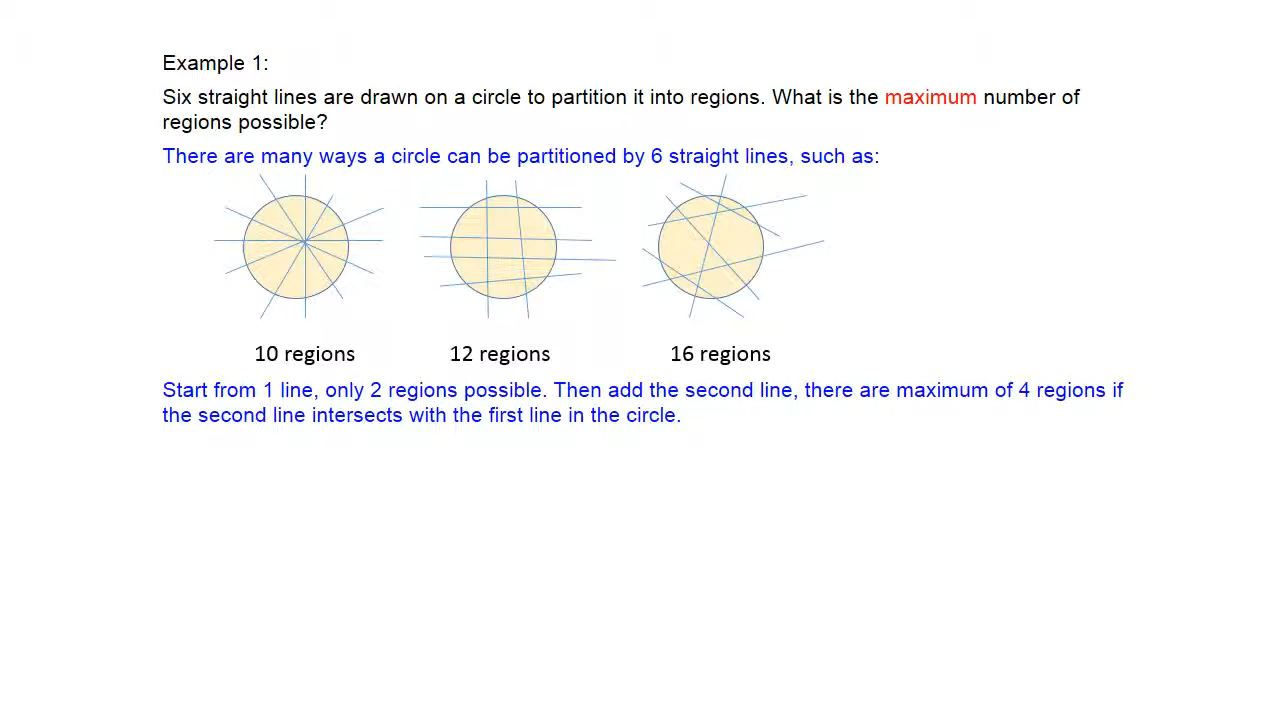 Example 1:
Six straight lines are drawn on a circle to partition it into regions. What is the maximum number of
regions possible?
There are many ways a circle can be partitioned by 6 straight lines, such as:
10 regions 12 regions 16 regions
Start from 1 line, only 2 regions possible. Then add the second line, there are maximum of 4 regions if
the second line intersects with the first line in the circle.